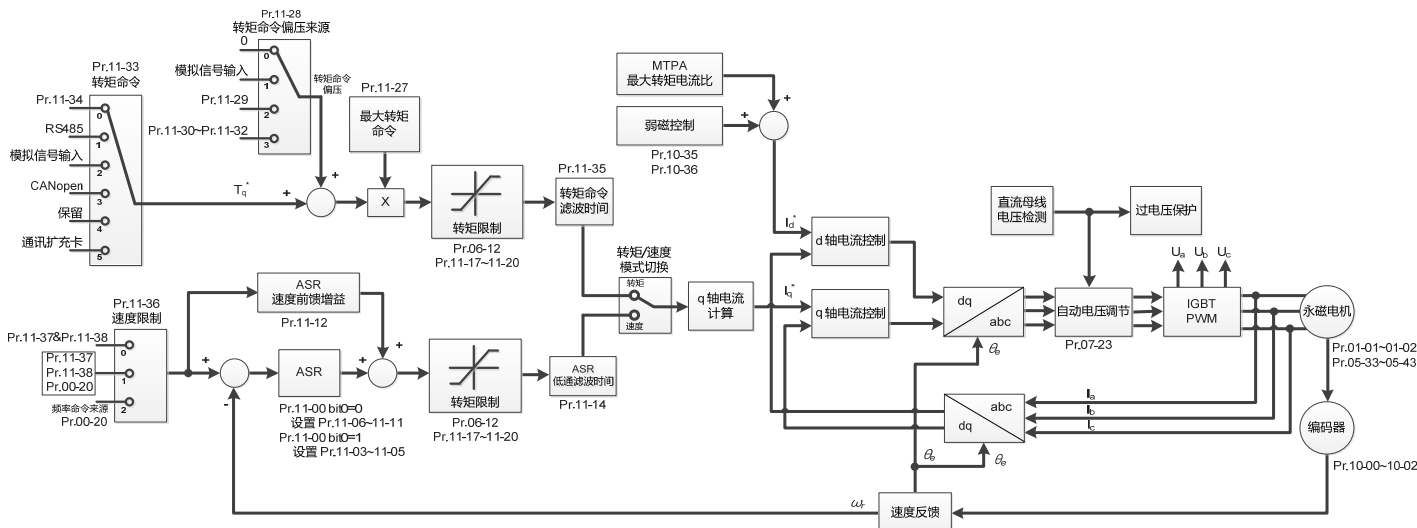 Pr.11-28
转矩命令偏压来源
0
0
模拟信号输入
1
Pr.11-29
2
Pr.11-30~Pr.11-32
3
转矩命令
偏压
Pr.11-33
转矩命令
Pr.11-34
0
RS485
1
模拟信号输入
2
CANopen
3
保留
4
通讯扩充卡
5
Tq*
+
+
Pr.11-27
最大转矩
命令
X
转矩限制
Pr.06-12
Pr.11-17~11-20
Pr.11-35
转矩命令
滤波时间
MTPA
最大转矩电流比
+
弱磁控制
+
Pr.10-35
Pr.10-36
转矩/速度
模式切换
转矩
速度
q 轴电流
计算
Id*
d 轴电流控制
Iq*
q 轴电流控制
dq
abc
θe
直流母线
电压检测
过电压保护
自动电压调节
Pr.07-23
Ua
Ub
Uc
IGBT
PWM
永磁电机
Pr.01-01~01-02
Pr.05-33~05-43
编码器
Pr.10-00~10-02
Ia
Ib
Ic
abc
dq
θe
θe
速度反馈
ωr
Pr.11-36
速度限制
Pr.11-37&Pr.11-38
0
Pr.11-37
Pr.11-38
Pr.00-20
1
频率命令来源
Pr.00-20
2
+
-
ASR
速度前馈增益
Pr.11-12
ASR
+
+
Pr.11-00 bit0=0
设置 Pr.11-06~11-11
Pr.11-00 bit0=1
设置 Pr.11-03~11-05
转矩限制
Pr.06-12
Pr.11-17~11-20
ASR
低通滤波时间
Pr.11-14